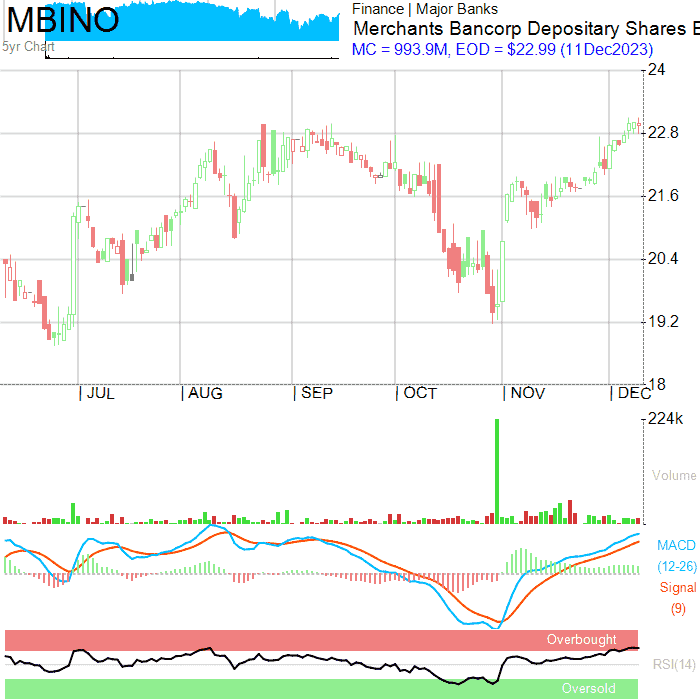 MBINO
5yr Chart
Finance | Major Banks
Merchants Bancorp Depositary Shares E
MC = 993.9M, EOD = $22.99 (11Dec2023)
24
22.8
21.6
20.4
19.2
18
| JUL | AUG | SEP | OCT | NOV | DEC
224k
Volume
MACD
(12-26)
Signal
(9)
Overbought
RSI(14)
Oversold